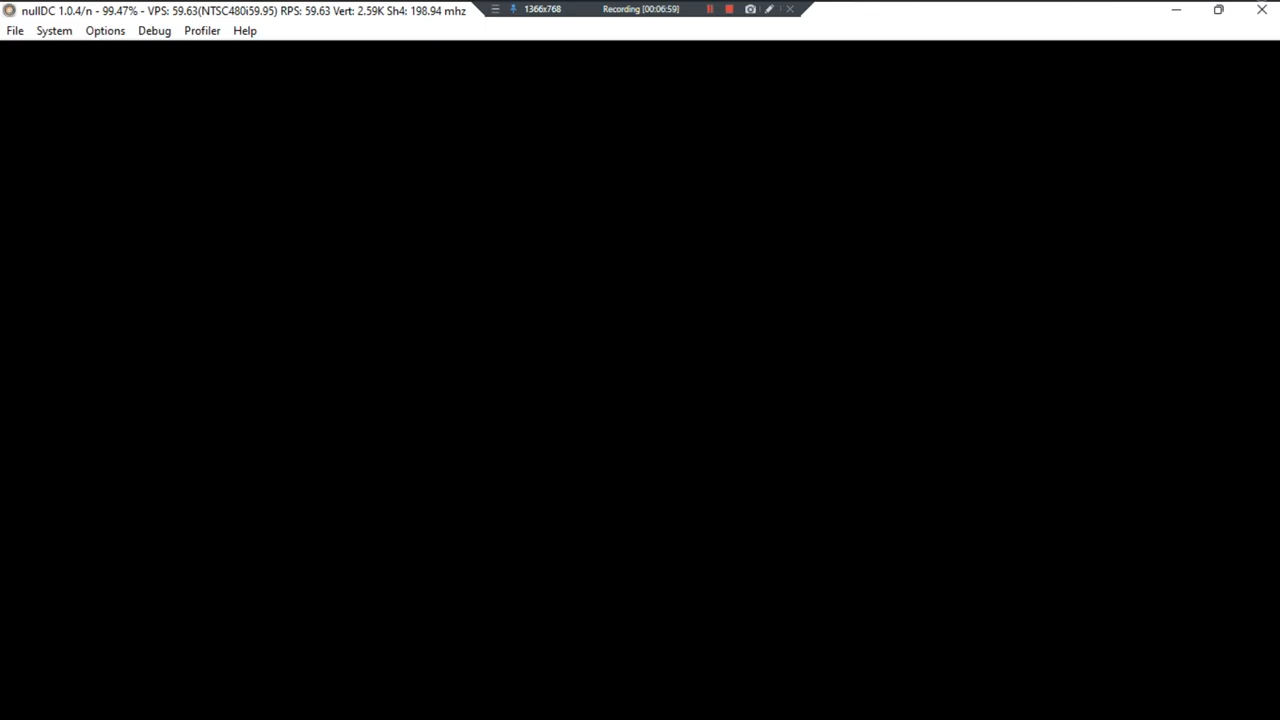 nullDC 1.0.4/n - 99.47% - VPS: 59.63(NTSC480i59.95) RPS: 59.63 Vert: 2.59K Sh4: 198.94 mhz
1366x768 Recording [00:06:59]
File System Options Debug Profiler Help